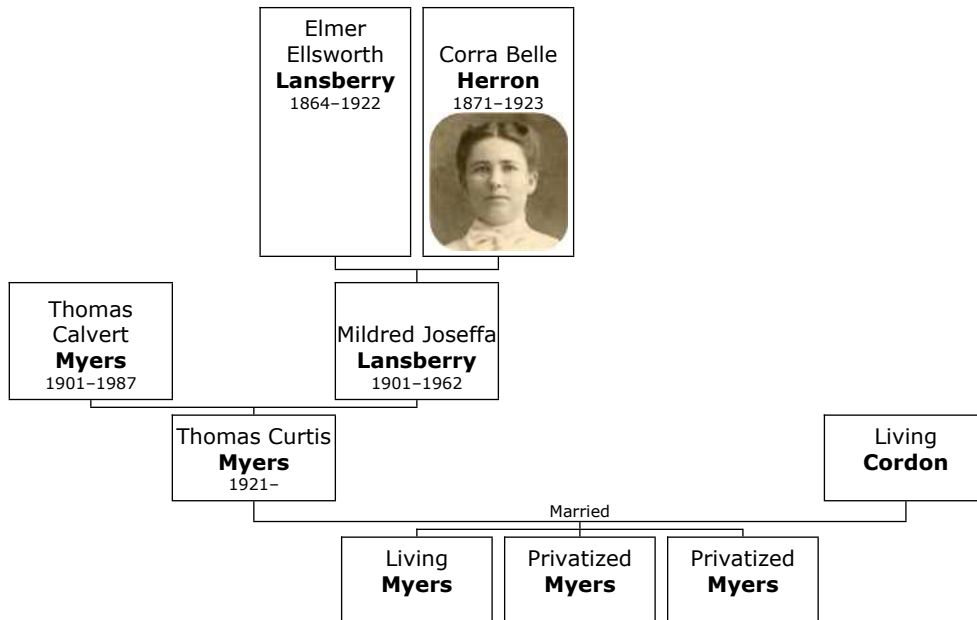 Elmer
Ellsworth
Lansberry
1864–1922
Corra Belle
Herron
1871–1923
Thomas
Calvert
Myers
1901–1987
Mildred Joseffa
Lansberry
1901–1962
Thomas Curtis
Myers
1921–
Living
Cordon
Married
Living
Myers
Privatized
Myers
Privatized
Myers